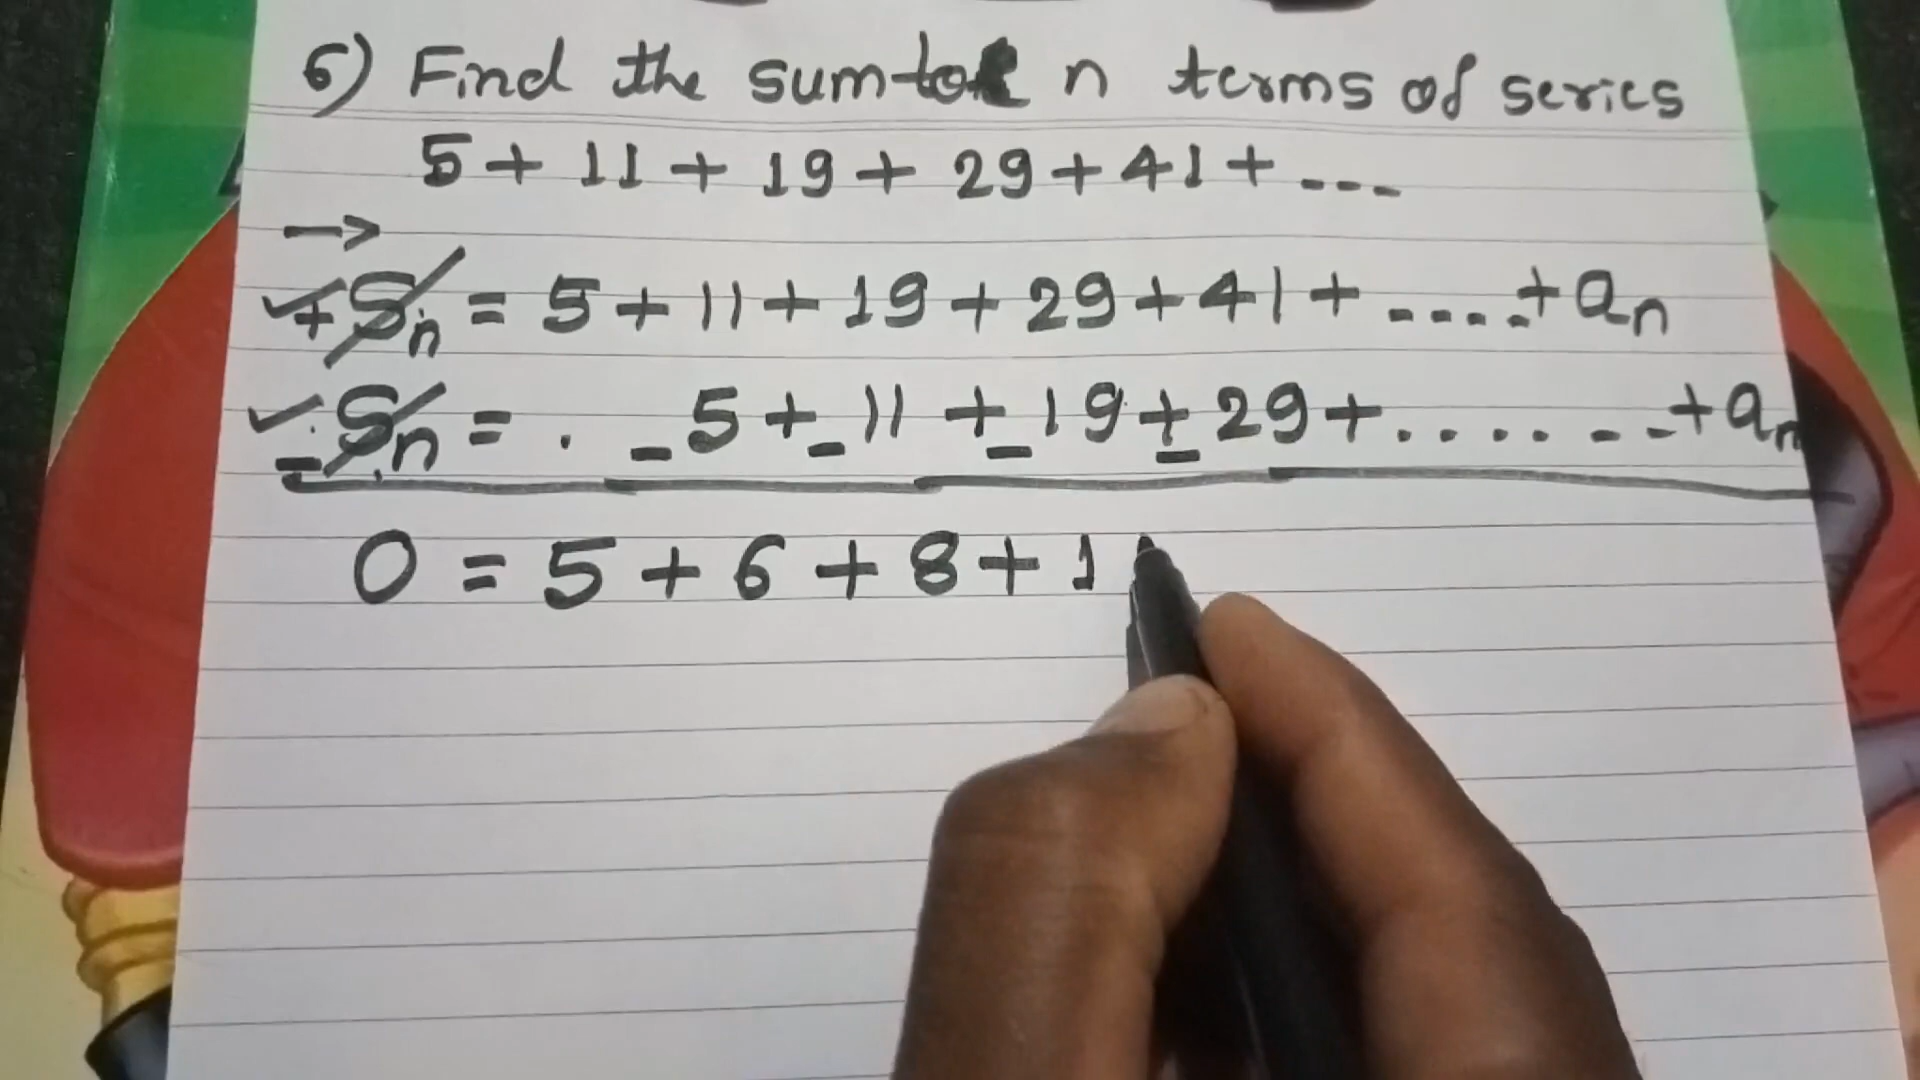 6) Find the sum to n terms of series
5 + 11 + 19 + 29 + 41 + ---
→
+Sn = 5 + 11 + 19 + 29 + 41 + ..... + an
-Sn = . - 5 + - 11 + - 19 + - 29 + ........ + an
0 = 5 + 6 + 8 + 1